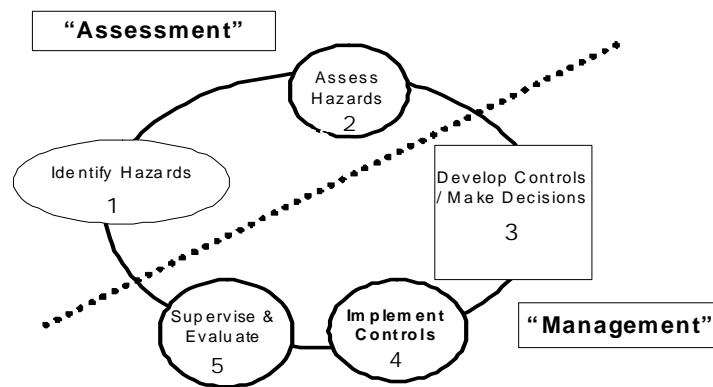 “Assessment”
Assess
Hazards
2
Identify Hazards
1
Develop Controls
/ Make Decisions
3
Supervise &
Evaluate
5
Implement
Controls
4
“Management”